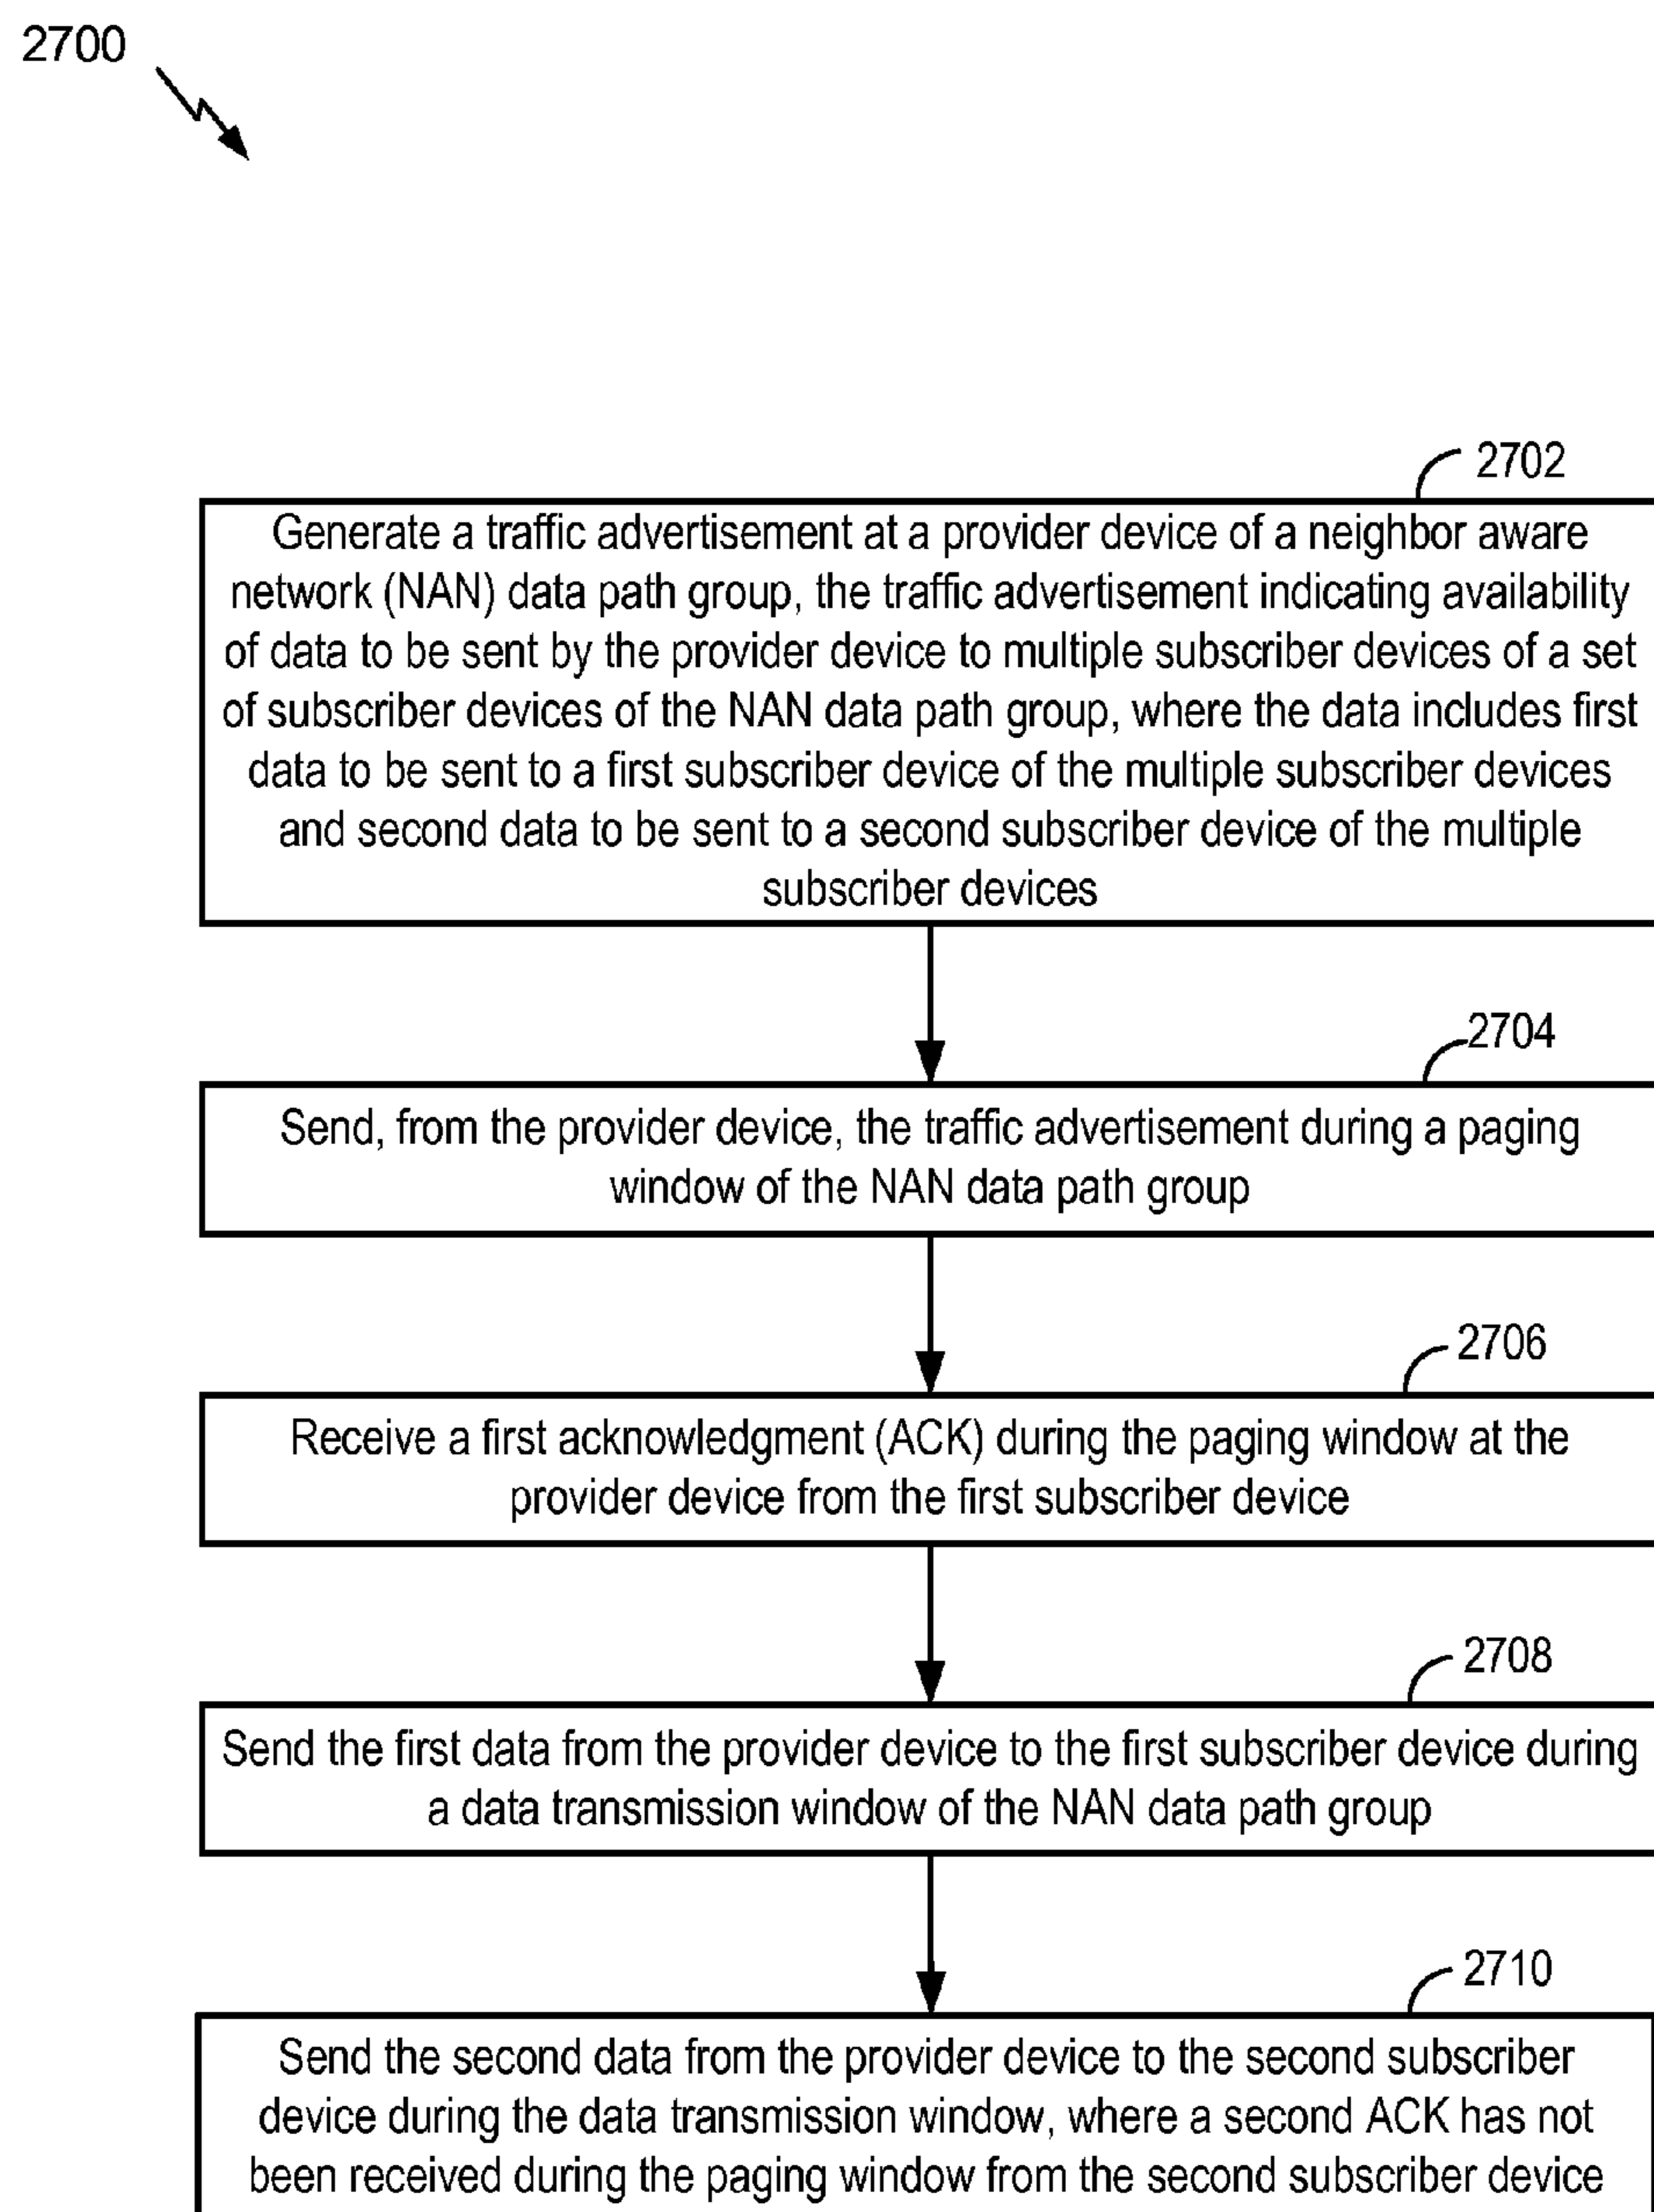 2700
2702
Generate a traffic advertisement at a provider device of a neighbor aware
network (NAN) data path group, the traffic advertisement indicating availability
of data to be sent by the provider device to multiple subscriber devices of a set
of subscriber devices of the NAN data path group, where the data includes first
data to be sent to a first subscriber device of the multiple subscriber devices
and second data to be sent to a second subscriber device of the multiple
subscriber devices
2704
Send, from the provider device, the traffic advertisement during a paging
window of the NAN data path group
2706
Receive a first acknowledgment (ACK) during the paging window at the
provider device from the first subscriber device
2708
Send the first data from the provider device to the first subscriber device during
a data transmission window of the NAN data path group
2710
Send the second data from the provider device to the second subscriber
device during the data transmission window, where a second ACK has not
been received during the paging window from the second subscriber device